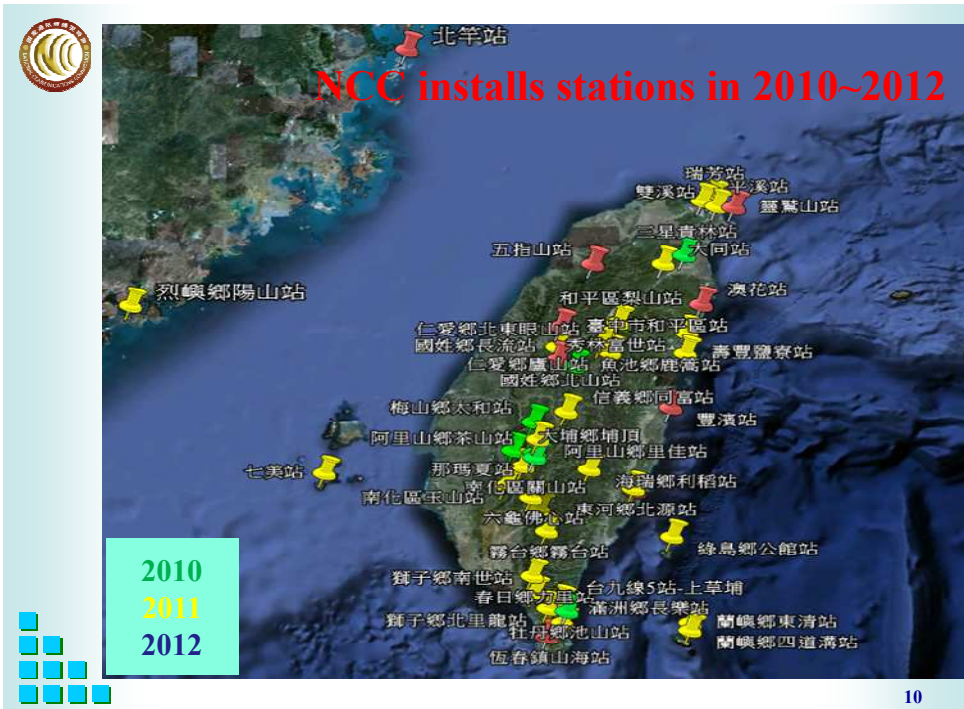 北竿站
NCC installs stations in 2010~2012
瑞芳站
雙溪站
平溪站
靈鷲山站
三星貴林站
五指山站
大同站
烈嶼鄉陽山站
和平區梨山站
澳花站
仁愛鄉北東眼山站
臺中市和平區站
國姓鄉長流站
秀林富世站
壽豐鹽寮站
仁愛鄉廬山站
魚池鄉鹿篙站
國姓鄉北山站
信義鄉同富站
梅山鄉太和站
豐濱站
阿里山鄉茶山站
大埔鄉埔頂
阿里山鄉里佳站
七美站
那瑪夏站
南化區關山站
海瑞鄉利稻站
南化區玉山站
東河鄉北源站
六龜佛心站
綠島鄉公館站
霧台鄉霧台站
獅子鄉南世站
台九線5站-上草埔
春日鄉力里站
獅子鄉北里龍站
滿洲鄉長樂站
牡丹鄉池山站
蘭嶼鄉東清站
恆春鎮山海站
蘭嶼鄉四道溝站
2010
2011
2012
10